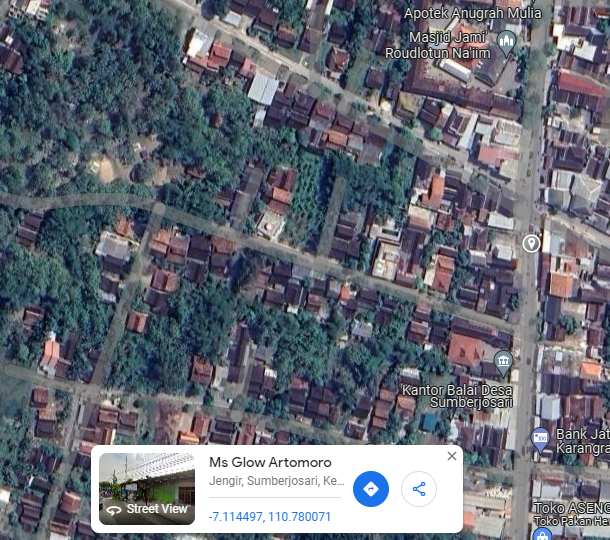 Apotek Anugrah Mulia
Masjid Jami'
Roudlotun Na'iim
Kantor Balai Desa
Sumberjosari
Bank Jat
Karangra
Ms Glow Artomoro
Jengir, Sumberjosari, Ke...
Street View
-7.114497, 110.780071
Toko ASENG
Toko Pakan He